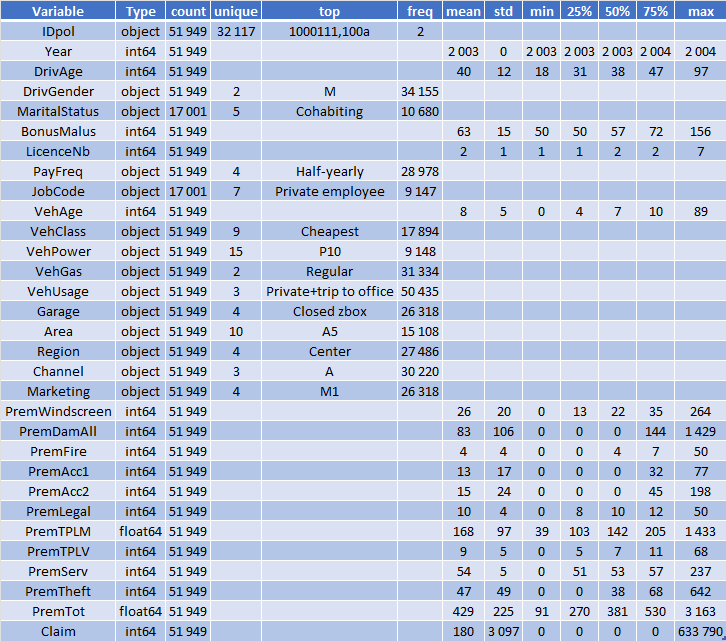 Variable Type count unique top freq mean std min 25% 50% 75% max
IDpol object 51 949 32 117 1000111,100a 2
Year int64 51 949 2 003 0 2 003 2 003 2 003 2 004 2 004
DrivAge int64 51 949 40 12 18 31 38 47 97
DrivGender object 51 949 2 M 34 155
MaritalStatus object 17 001 5 Cohabiting 10 680
BonusMalus int64 51 949 63 15 50 50 57 72 156
LicenceNb int64 51 949 2 1 1 1 2 2 7
PayFreq object 51 949 4 Half-yearly 28 978
JobCode object 17 001 7 Private employee 9 147
VehAge int64 51 949 8 5 0 4 7 10 89
VehClass object 51 949 9 Cheapest 17 894
VehPower object 51 949 15 P10 9 148
VehGas object 51 949 2 Regular 31 334
VehUsage object 51 949 3 Private+trip to office 50 435
Garage object 51 949 4 Closed zbox 26 318
Area object 51 949 10 A5 15 108
Region object 51 949 4 Center 27 486
Channel object 51 949 3 A 30 220
Marketing object 51 949 4 M1 26 318
PremWindscreen int64 51 949 26 20 0 13 22 35 264
PremDamAll int64 51 949 83 106 0 0 0 144 1 429
PremFire int64 51 949 4 4 0 0 4 7 50
PremAcc1 int64 51 949 13 17 0 0 0 32 77
PremAcc2 int64 51 949 15 24 0 0 0 45 198
PremLegal int64 51 949 10 4 0 8 10 12 50
PremTPLM float64 51 949 168 97 39 103 142 205 1 433
PremTPLV int64 51 949 9 5 0 5 7 11 68
PremServ int64 51 949 54 5 0 51 53 57 237
PremTheft int64 51 949 47 49 0 0 38 68 642
PremTot float64 51 949 429 225 91 270 381 530 3 163
Claim int64 51 949 180 3 097 0 0 0 0 633 790